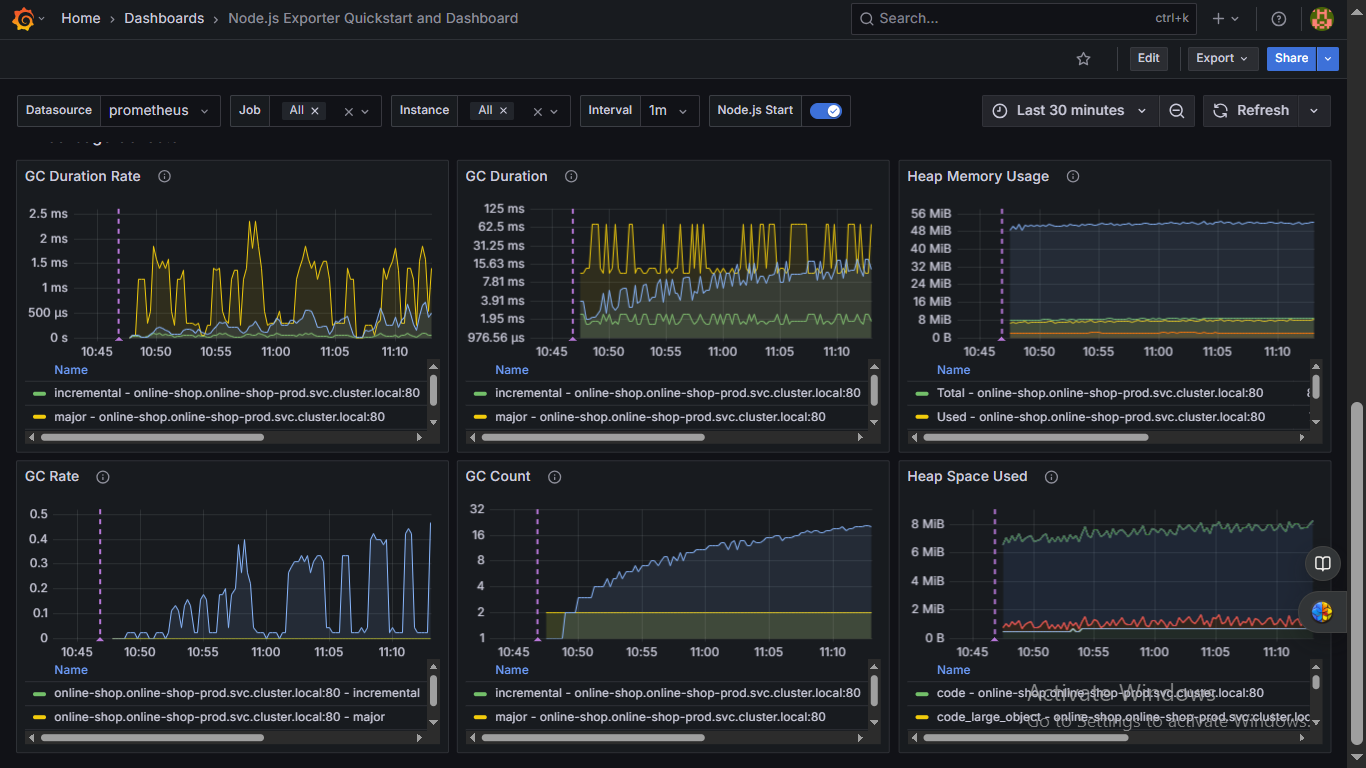 Home › Dashboards › Node.js Exporter Quickstart and Dashboard
Search... ctrl+k
Edit Export Share
Datasource prometheus Job All Instance All Interval 1m Node.js Start Last 30 minutes Refresh
GC Duration Rate
2.5 ms
2 ms
1.5 ms
1 ms
500 µs
0 s
10:45 10:50 10:55 11:00 11:05 11:10
Name
incremental - online-shop.online-shop-prod.svc.cluster.local:80
major - online-shop.online-shop-prod.svc.cluster.local:80
GC Duration
125 ms
62.5 ms
31.25 ms
15.63 ms
7.81 ms
3.91 ms
1.95 ms
976.56 µs
10:45 10:50 10:55 11:00 11:05 11:10
Name
incremental - online-shop.online-shop-prod.svc.cluster.local:80
major - online-shop.online-shop-prod.svc.cluster.local:80
Heap Memory Usage
56 MiB
48 MiB
40 MiB
32 MiB
24 MiB
16 MiB
8 MiB
0 B
10:45 10:50 10:55 11:00 11:05 11:10
Name
Total - online-shop.online-shop-prod.svc.cluster.local:80
Used - online-shop.online-shop-prod.svc.cluster.local:80
GC Rate
0.5
0.4
0.3
0.2
0.1
0
10:45 10:50 10:55 11:00 11:05 11:10
Name
online-shop.online-shop-prod.svc.cluster.local:80 - incremental
online-shop.online-shop-prod.svc.cluster.local:80 - major
GC Count
32
16
8
4
2
1
10:45 10:50 10:55 11:00 11:05 11:10
Name
incremental - online-shop.online-shop-prod.svc.cluster.local:80
major - online-shop.online-shop-prod.svc.cluster.local:80
Heap Space Used
8 MiB
6 MiB
4 MiB
2 MiB
0 B
10:45 10:50 10:55 11:00 11:05 11:10
Name
code - online-shop.online-shop-prod.svc.cluster.local:80
code_large_object - online-shop.online-shop-prod.svc.cluster.loc
Activate Windows
Go to Settings to activate Windows.